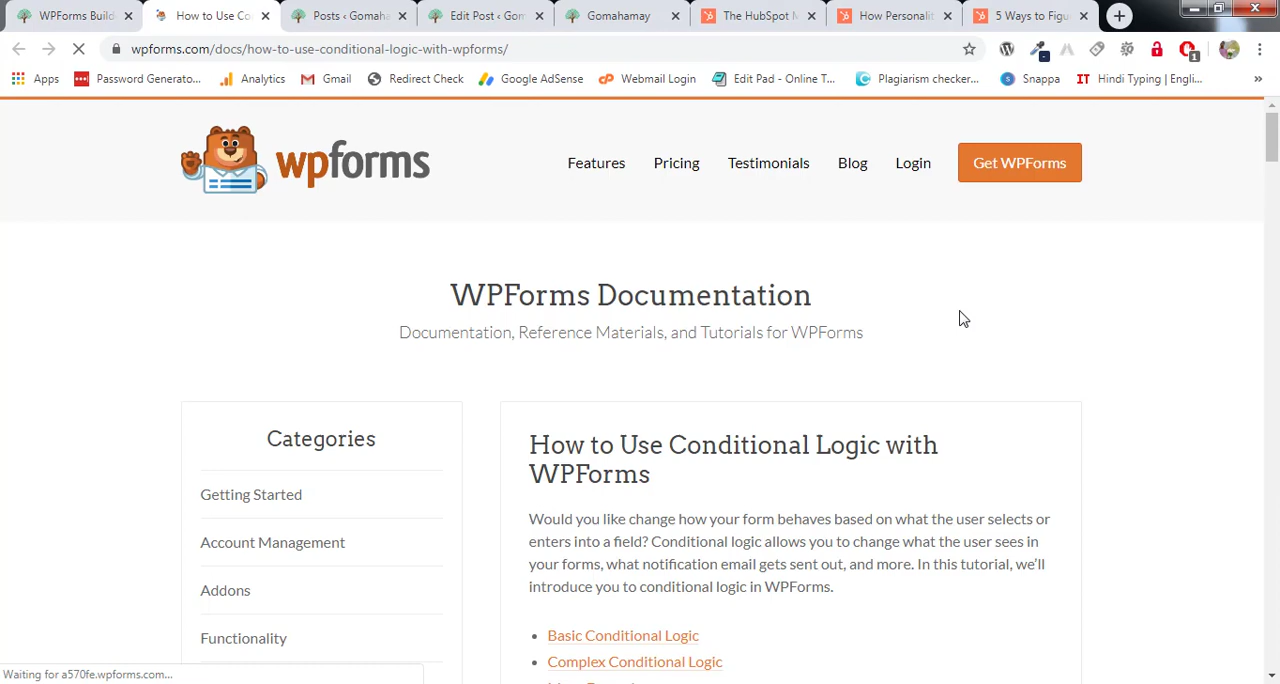 WPForms Build
How to Use Co
Posts ‹ Gomaha
Edit Post ‹ Gom
Gomahamay
The HubSpot M
How Personalit
5 Ways to Figu
wpforms.com/docs/how-to-use-conditional-logic-with-wpforms/
1
Apps
Password Generato...
Analytics
Gmail
Redirect Check
Google AdSense
Webmail Login
Edit Pad - Online T...
Plagiarism checker...
Snappa
IT Hindi Typing | Engli...
»
wpforms
Features
Pricing
Testimonials
Blog
Login
Get WPForms
WPForms Documentation
Documentation, Reference Materials, and Tutorials for WPForms
Categories
Getting Started
Account Management
Addons
Functionality
How to Use Conditional Logic with
WPForms
Would you like change how your form behaves based on what the user selects or
enters into a field? Conditional logic allows you to change what the user sees in
your forms, what notification email gets sent out, and more. In this tutorial, we'll
introduce you to conditional logic in WPForms.
• Basic Conditional Logic
• Complex Conditional Logic
Waiting for a570fe.wpforms.com...